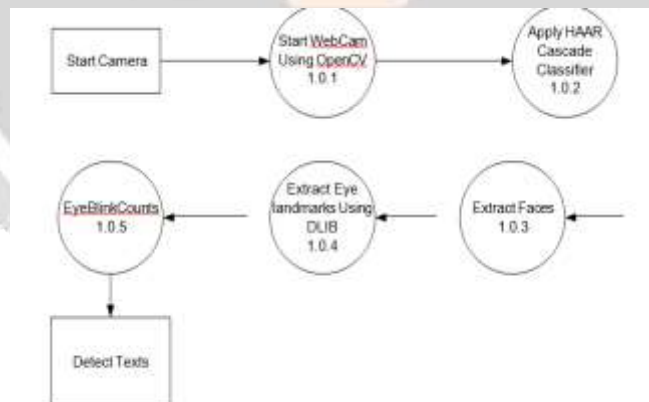 Start Camera
Start WebCam
Using OpenCV
1.0.1
Apply HAAR
Cascade
Classifier
1.0.2
EyeBlinkCounts
1.0.5
Extract Eye
landmarks Using
DLIB
1.0.4
Extract Faces
1.0.3
Detect Texts